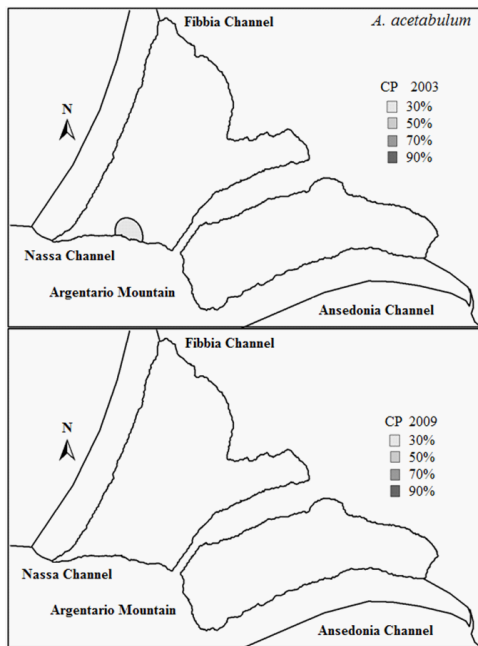 Fibbia Channel
A. acetabulum
CP 2003
30%
50%
70%
90%
N
Nassa Channel
Argentario Mountain
Ansedonia Channel
Fibbia Channel
CP 2009
30%
50%
70%
90%
N
Nassa Channel
Argentario Mountain
Ansedonia Channel